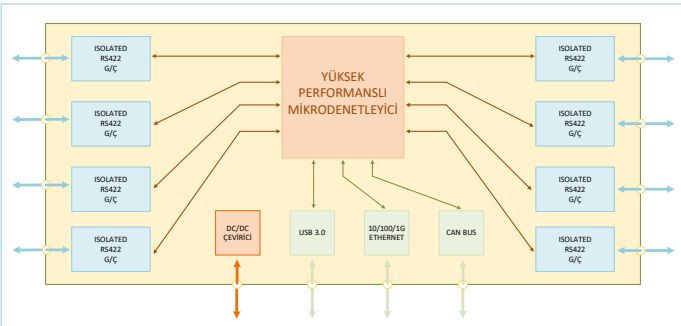 ISOLATED
RS422
G/Ç
ISOLATED
RS422
G/Ç
ISOLATED
RS422
G/Ç
ISOLATED
RS422
G/Ç
YÜKSEK
PERFORMANSLI
MİKRODENETLEYİCİ
ISOLATED
RS422
G/Ç
ISOLATED
RS422
G/Ç
ISOLATED
RS422
G/Ç
ISOLATED
RS422
G/Ç
DC/DC
ÇEVİRİCİ
USB 3.0
10/100/1G
ETHERNET
CAN BUS